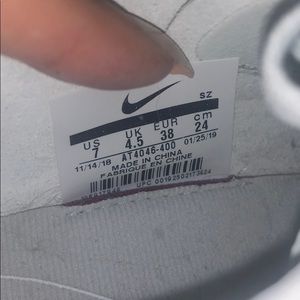 SZ
US UK EUR cm
7 4.5 38 24
11/14/18 AT4046-400 01/25/19
MADE IN CHINA
FABRIQUE EN CHINE